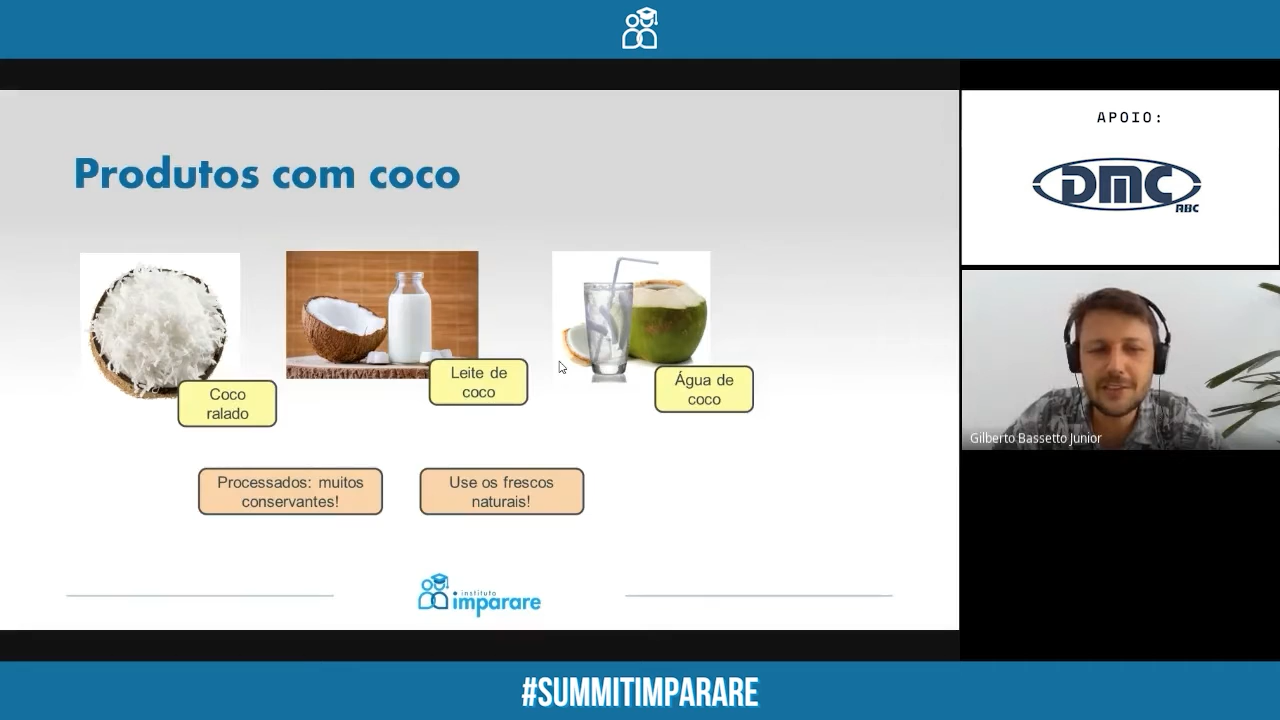 APOIO:
DMC
ABC
Produtos com coco
Coco
ralado
Leite de
coco
Água de
coco
Processados: muitos
conservantes!
Use os frescos
naturais!
instituto
imparare
Gilberto Bassetto Junior
#SUMMITIMPARARE